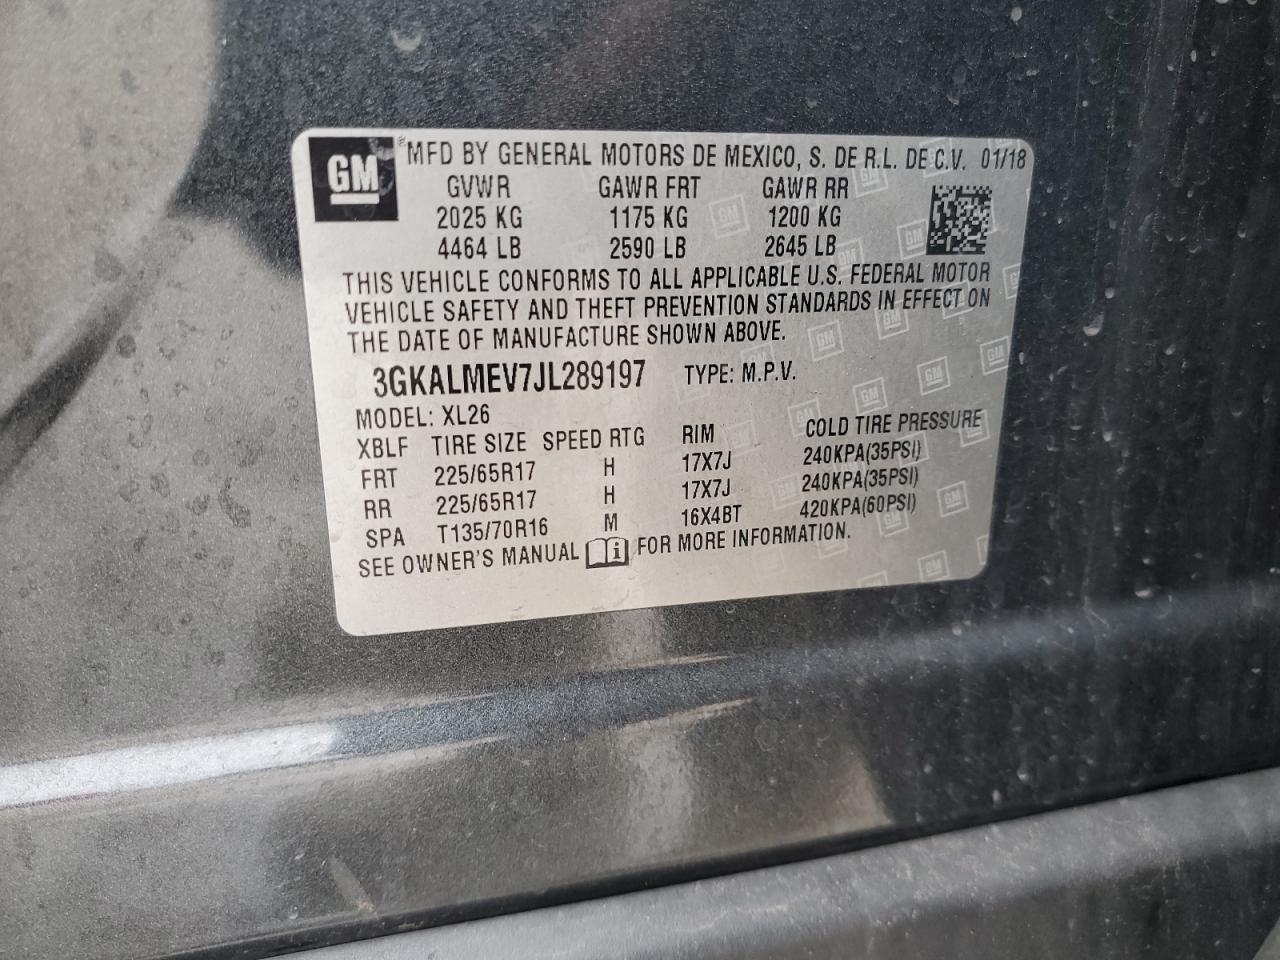 GM ® MFD BY GENERAL MOTORS DE MEXICO, S. DE R.L. DE C.V. 01/18
GVWR GAWR FRT GAWR RR
2025 KG 1175 KG 1200 KG
4464 LB 2590 LB 2645 LB
THIS VEHICLE CONFORMS TO ALL APPLICABLE U.S. FEDERAL MOTOR
VEHICLE SAFETY AND THEFT PREVENTION STANDARDS IN EFFECT ON
THE DATE OF MANUFACTURE SHOWN ABOVE.
3GKALMEV7JL289197 TYPE: M.P.V.
MODEL: XL26
XBLF TIRE SIZE SPEED RTG RIM COLD TIRE PRESSURE
FRT 225/65R17 H 17X7J 240KPA(35PSI)
RR 225/65R17 H 17X7J 240KPA(35PSI)
SPA T135/70R16 M 16X4BT 420KPA(60PSI)
SEE OWNER'S MANUAL FOR MORE INFORMATION.